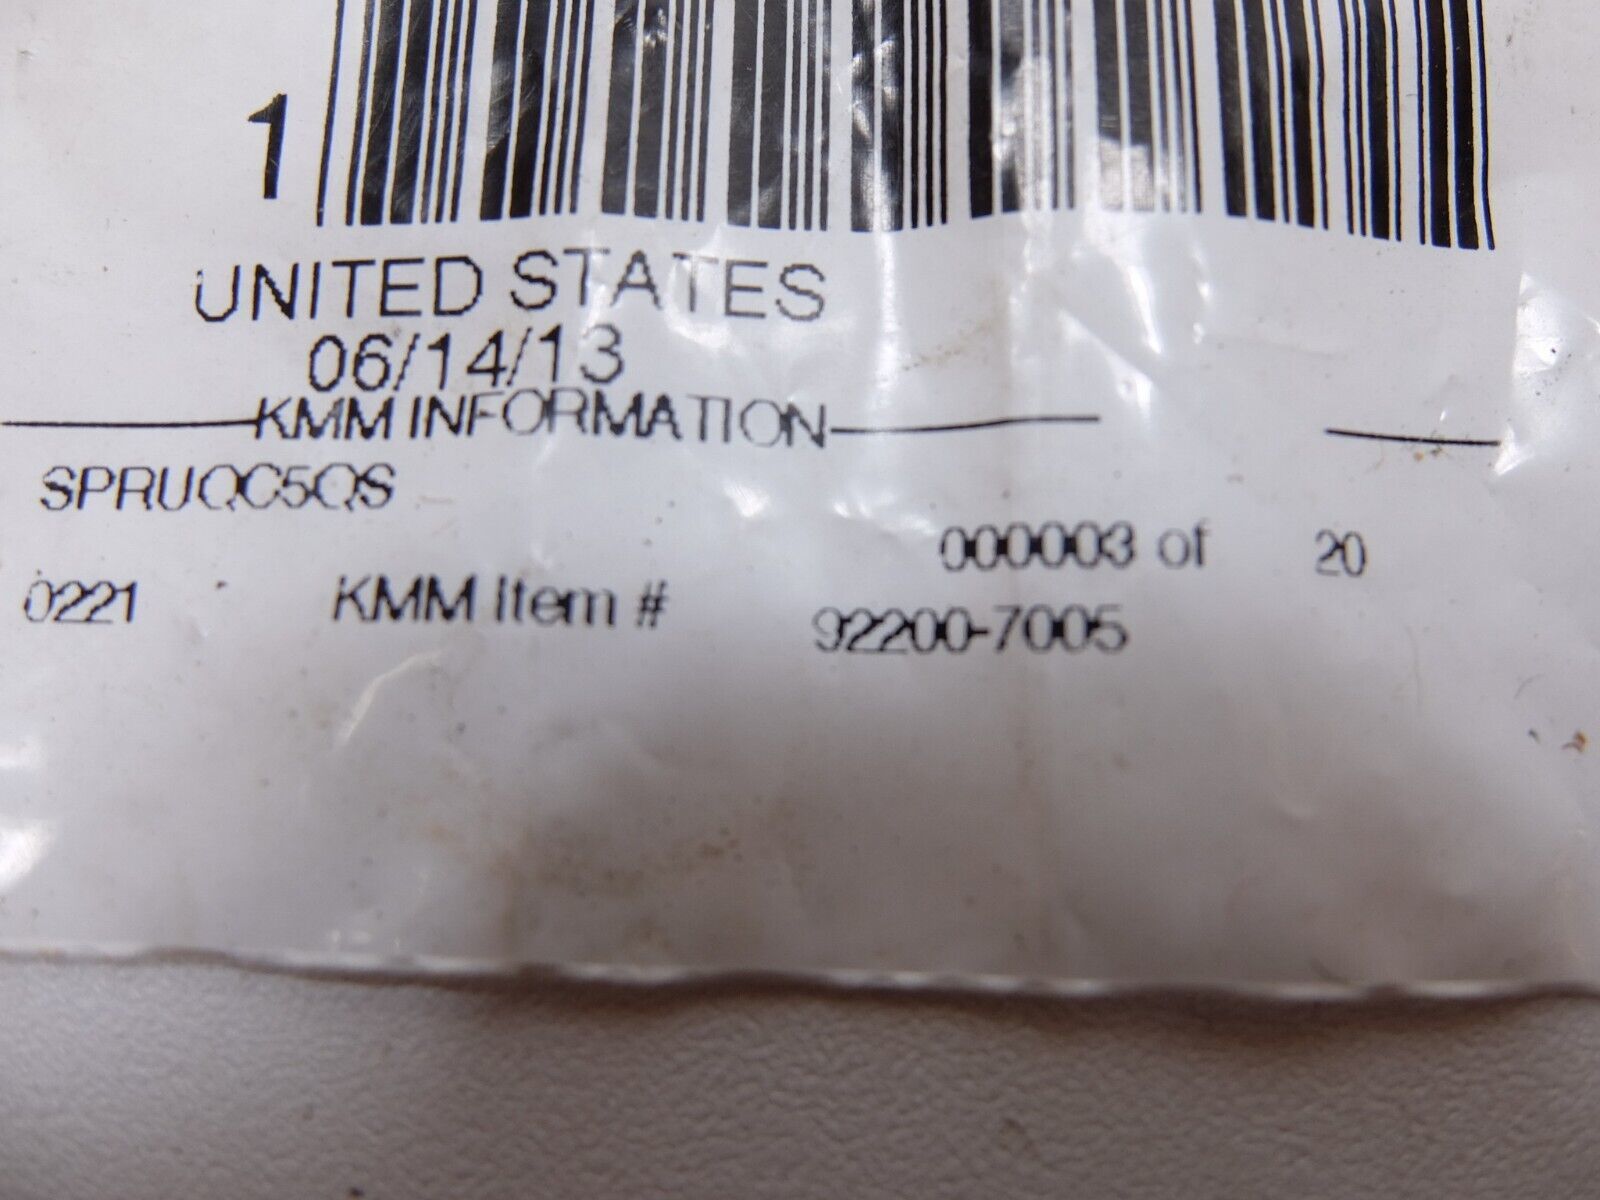 1
UNITED STATES
06/14/13
KMM INFORMATION
SPRUQC5QS
000003 of 20
0221 KMM Item # 92200-7005